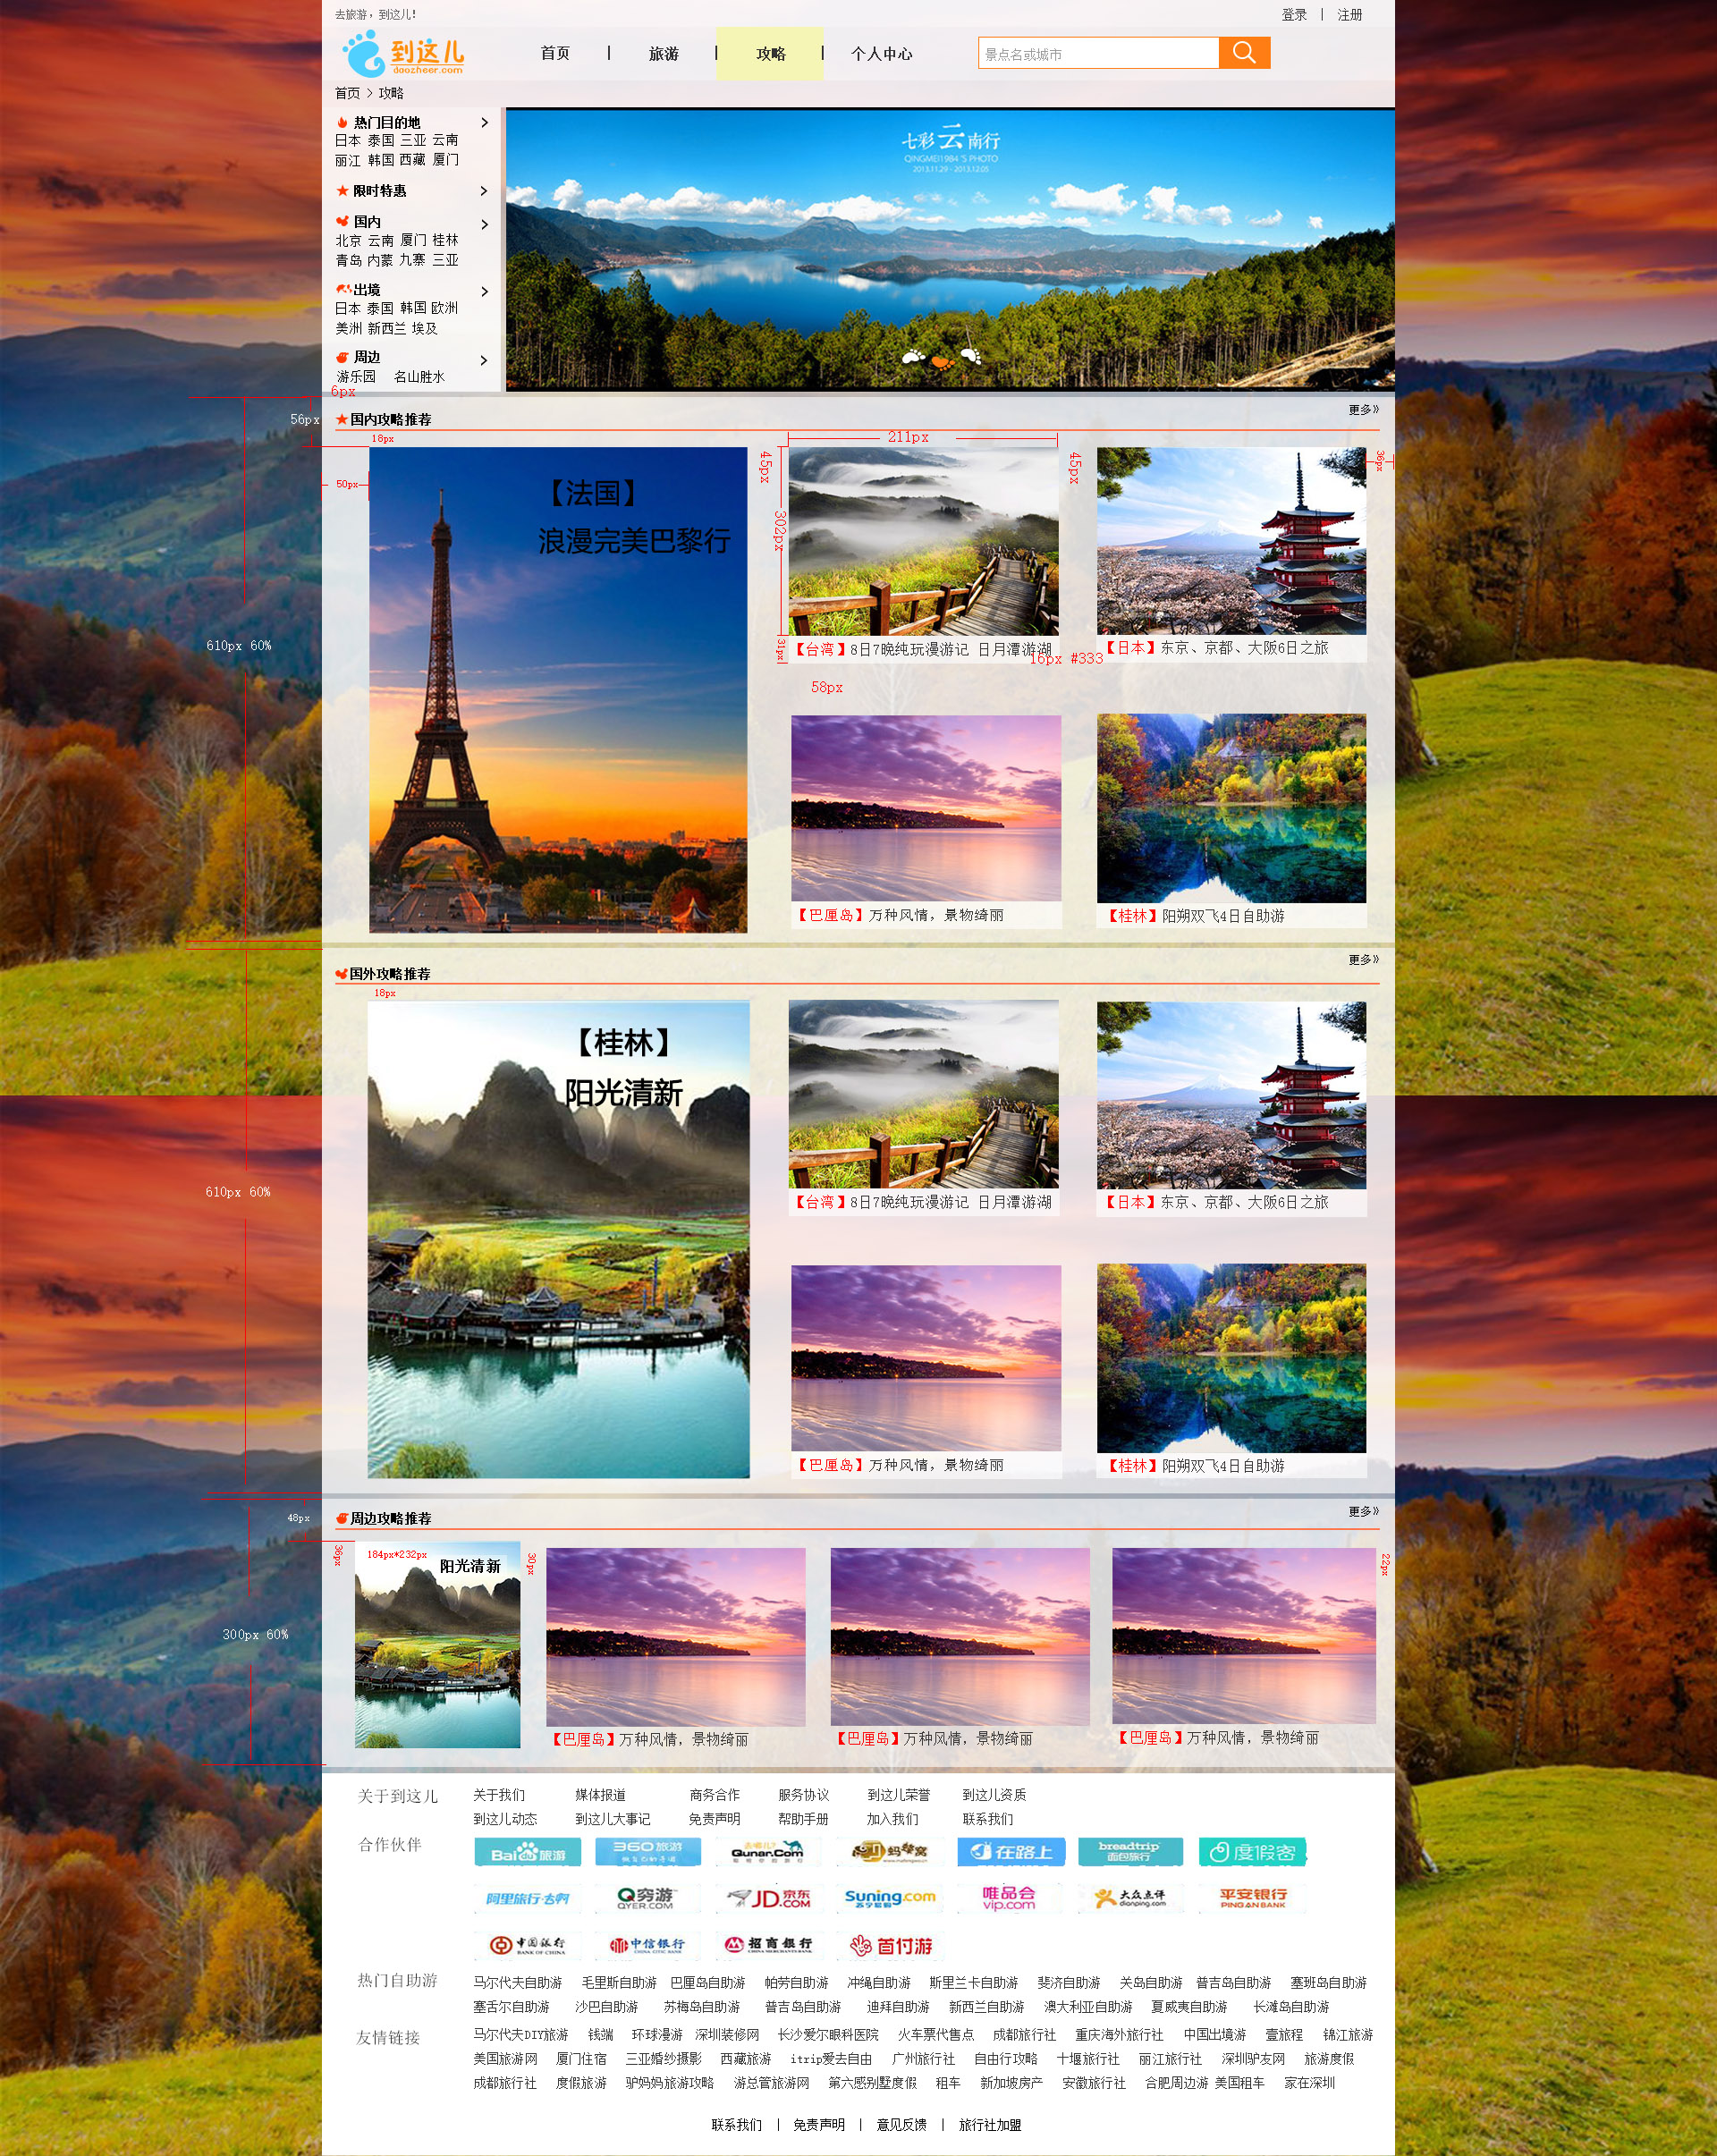 去旅游，到这儿！
登录 | 注册
到这儿
daozheer.com
首页 | 旅游 | 攻略 | 个人中心
景点名或城市
首页 > 攻略
热门目的地
日本 泰国 三亚 云南
丽江 韩国 西藏 厦门
限时特惠
国内
北京 云南 厦门 桂林
青岛 内蒙 九寨 三亚
出境
日本 泰国 韩国 欧洲
美洲 新西兰 埃及
周边
游乐园 名山胜水
七彩云南行
QINGMEI1984 'S PHOTO
2013.11.29 - 2013.12.05
6px
56px
国内攻略推荐
更多》
18px
50px
211px
45px
45px
36px
302px
31px
【法国】
浪漫完美巴黎行
610px 60%
【台湾】8日7晚纯玩漫游记 日月潭游湖
【日本】东京、京都、大阪6日之旅
16px #333
58px
【巴厘岛】万种风情，景物绮丽
【桂林】阳朔双飞4日自助游
国外攻略推荐
更多》
18px
【桂林】
阳光清新
610px 60%
【台湾】8日7晚纯玩漫游记 日月潭游湖
【日本】东京、京都、大阪6日之旅
【巴厘岛】万种风情，景物绮丽
【桂林】阳朔双飞4日自助游
48px
周边攻略推荐
更多》
36px
184px*232px
阳光清新
30px
22px
300px 60%
【巴厘岛】万种风情，景物绮丽
【巴厘岛】万种风情，景物绮丽
【巴厘岛】万种风情，景物绮丽
关于到这儿
关于我们 媒体报道 商务合作 服务协议 到这儿荣誉 到这儿资质
到这儿动态 到这儿大事记 免责声明 帮助手册 加入我们 联系我们
合作伙伴
Bai旅游 360旅游 去哪儿? Qunar.Com 蚂蜂窝 在路上 breadtrip 面包旅行 度假客
阿里旅行·去啊 Q穷游 QYER.COM JD京东 JD.COM Suning.com 苏宁易购 唯品会 vip.com 大众点评 dianping.com 平安银行 PING AN BANK
中国银行 BANK OF CHINA 中信银行 CHINA CITIC BANK 招商银行 CHINA MERCHANTS BANK 首付游
热门自助游
马尔代夫自助游 毛里斯自助游 巴厘岛自助游 帕劳自助游 冲绳自助游 斯里兰卡自助游 斐济自助游 关岛自助游 普吉岛自助游 塞班岛自助游
塞舌尔自助游 沙巴自助游 苏梅岛自助游 普吉岛自助游 迪拜自助游 新西兰自助游 澳大利亚自助游 夏威夷自助游 长滩岛自助游
友情链接
马尔代夫DIY旅游 钱端 环球漫游 深圳装修网 长沙爱尔眼科医院 火车票代售点 成都旅行社 重庆海外旅行社 中国出境游 壹旅程 锦江旅游
美国旅游网 厦门住宿 三亚婚纱摄影 西藏旅游 itrip爱去自由 广州旅行社 自由行攻略 十堰旅行社 丽江旅行社 深圳驴友网 旅游度假
成都旅行社 度假旅游 驴妈妈旅游攻略 游总管旅游网 第六感别墅度假 租车 新加坡房产 安徽旅行社 合肥周边游 美国租车 家在深圳
联系我们 | 免责声明 | 意见反馈 | 旅行社加盟